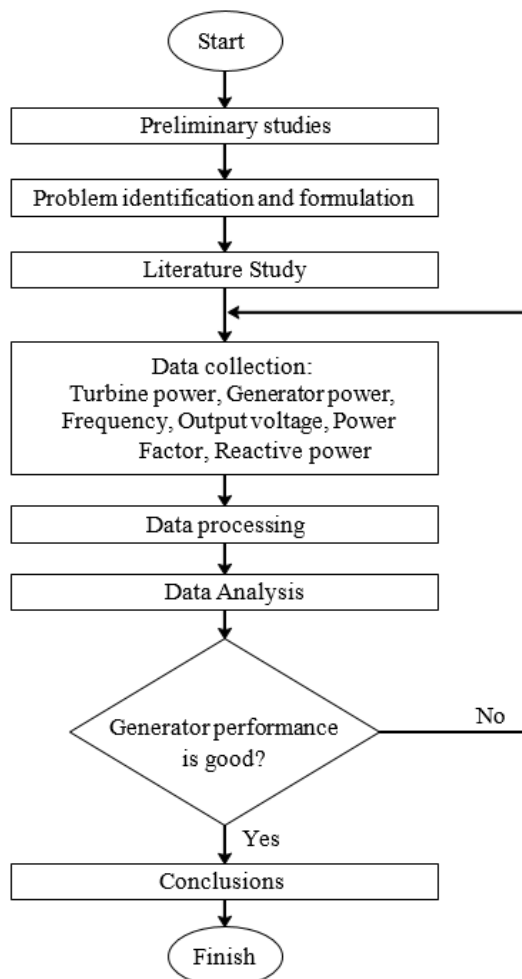 Start
Preliminary studies
Problem identification and formulation
Literature Study
Data collection:
Turbine power, Generator power,
Frequency, Output voltage, Power
Factor, Reactive power
Data processing
Data Analysis
Generator performance
is good?
No
Yes
Conclusions
Finish